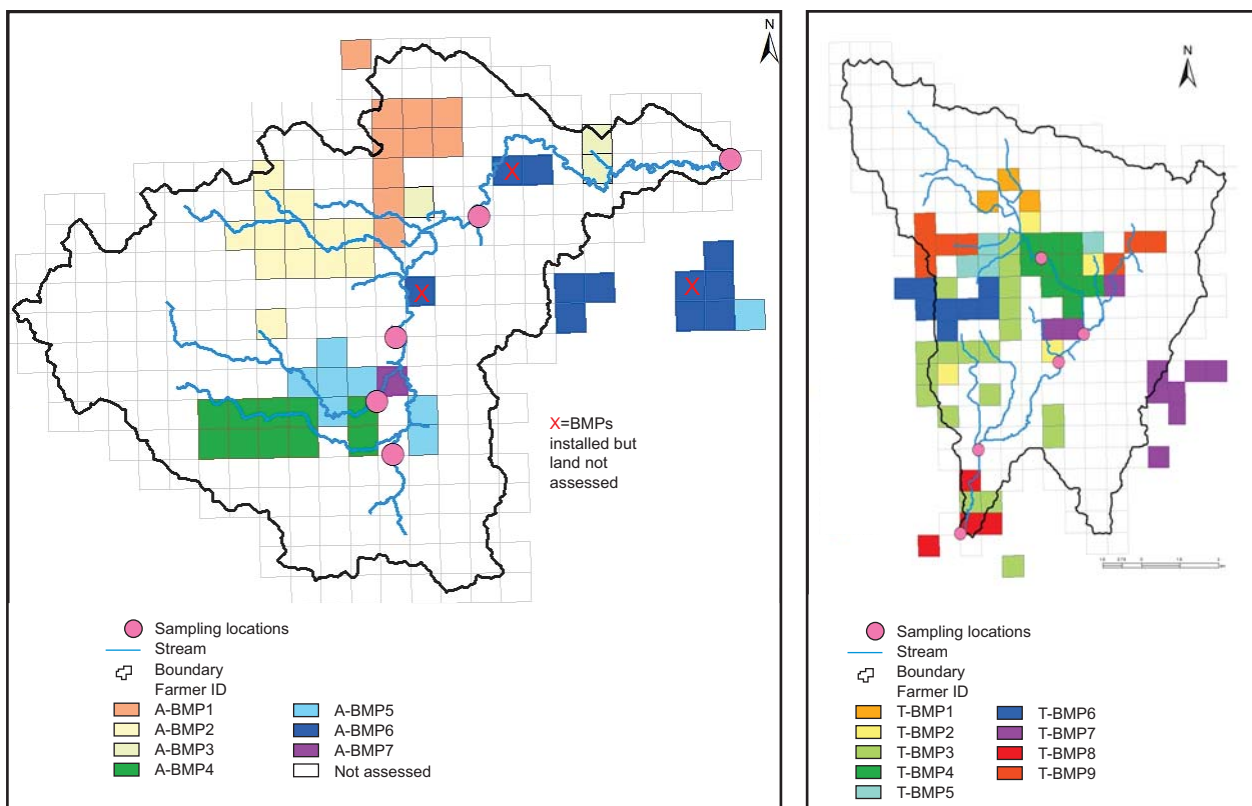 N
X
X
X
X=BMPs
installed but
land not
assessed
Sampling locations
Stream
Boundary
Farmer ID
A-BMP1
A-BMP2
A-BMP3
A-BMP4
A-BMP5
A-BMP6
A-BMP7
Not assessed
N
Sampling locations
Stream
Boundary
Farmer ID
T-BMP1
T-BMP2
T-BMP3
T-BMP4
T-BMP5
T-BMP6
T-BMP7
T-BMP8
T-BMP9